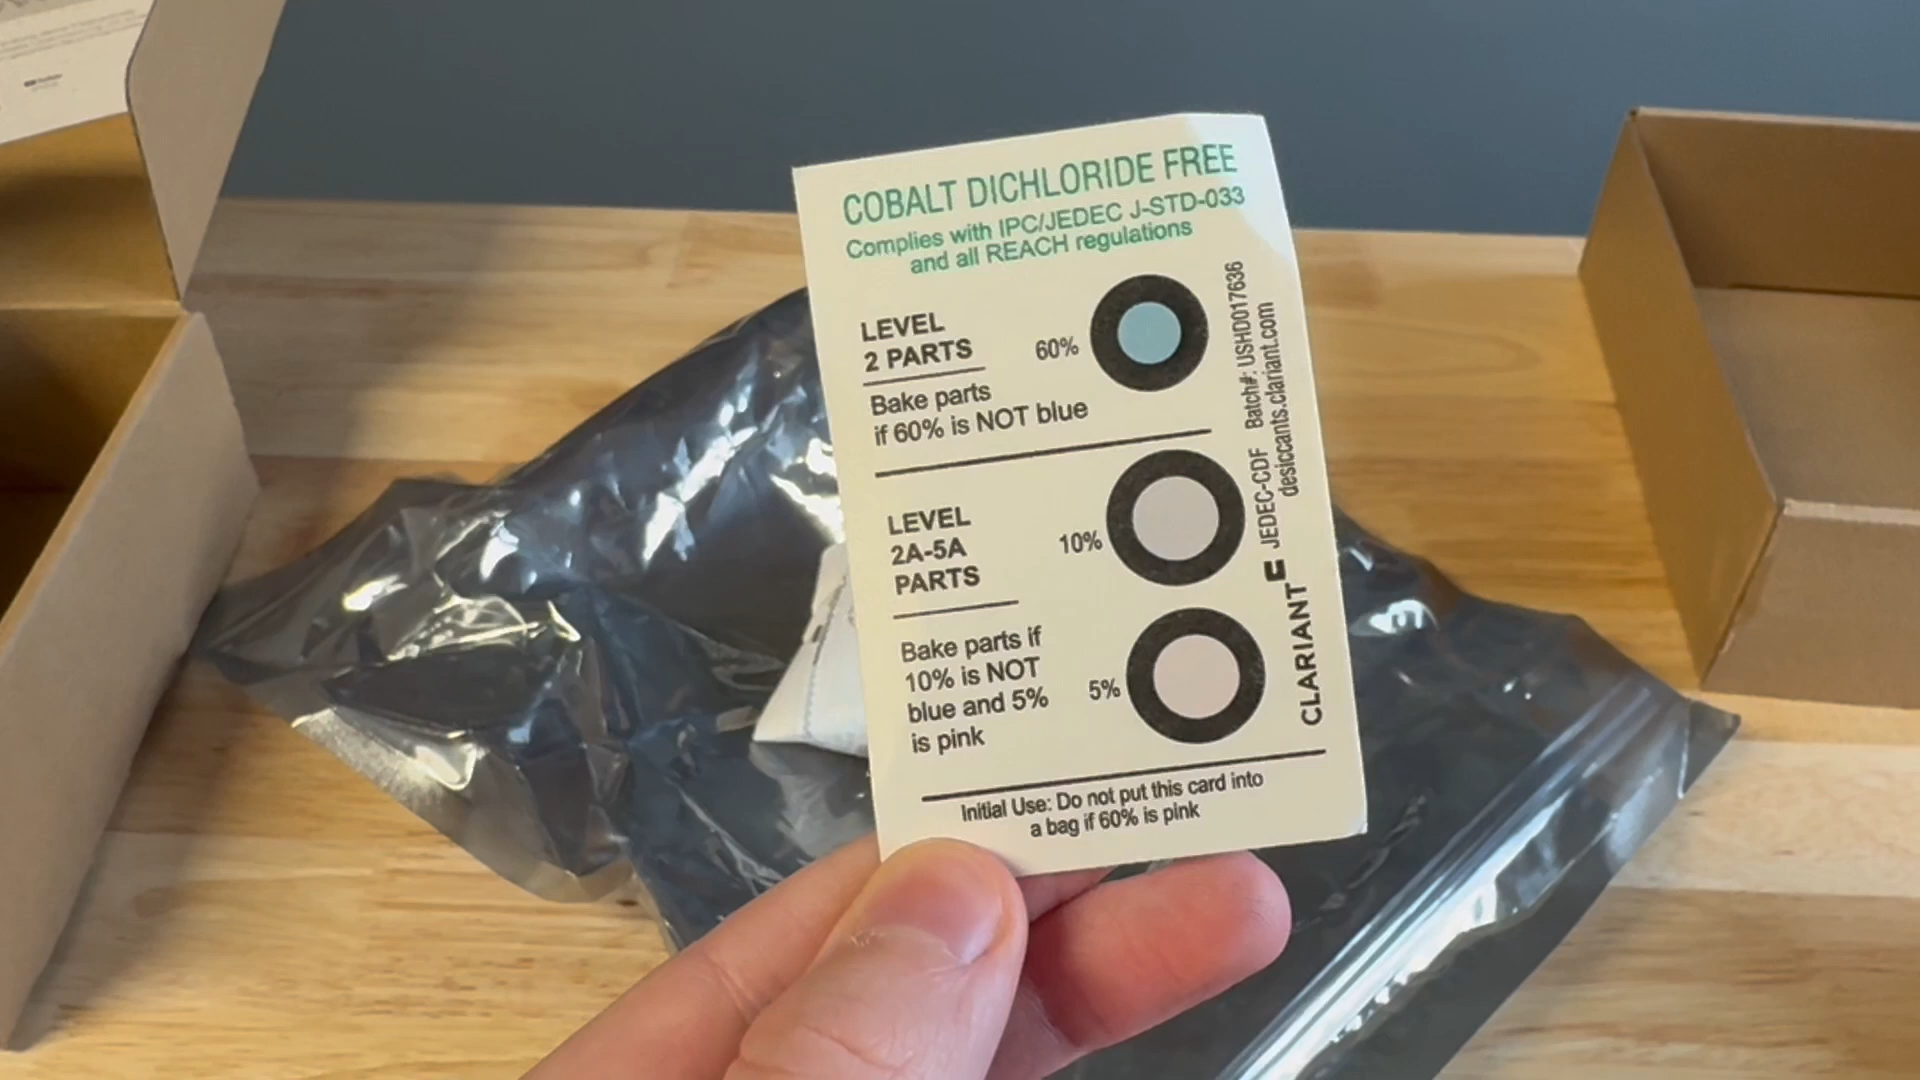 COBALT DICHLORIDE FREE
Complies with IPC/JEDEC J-STD-033
and all REACH regulations
LEVEL
2 PARTS
60%
Bake parts
if 60% is NOT blue
LEVEL
2A-5A
PARTS
10%
Bake parts if
10% is NOT
blue and 5%
is pink
5%
Initial Use: Do not put this card into
a bag if 60% is pink
CLARIANT JEDEC-CDF Batch#: USHD017636
desiccants.clariant.com